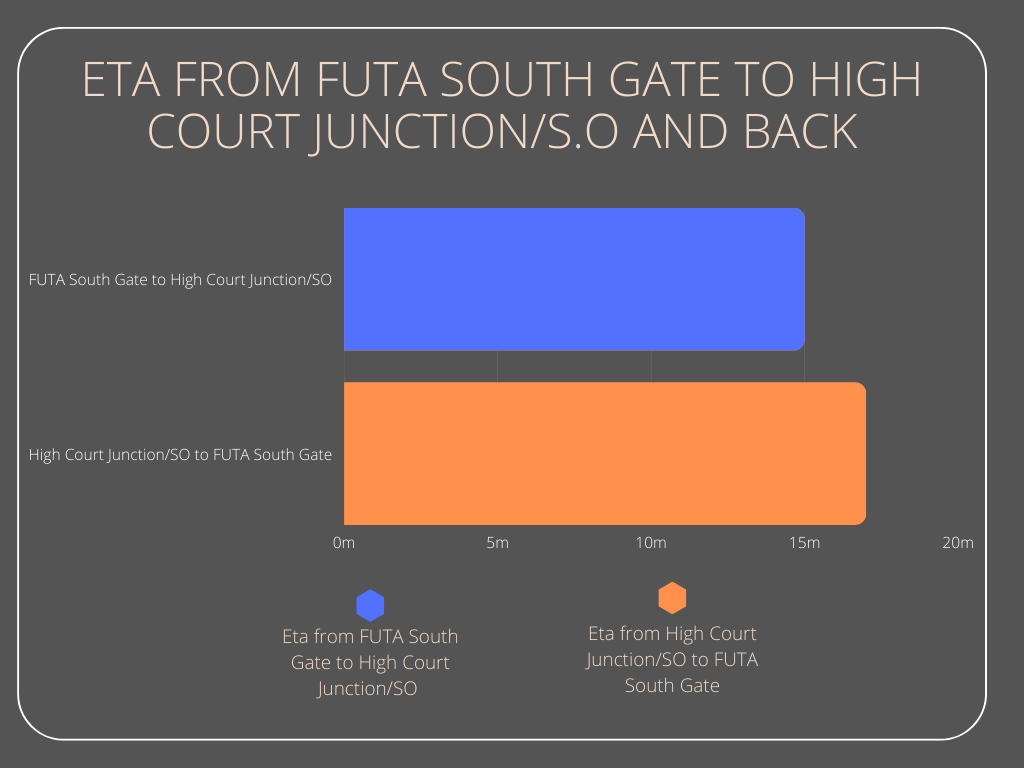 ETA FROM FUTA SOUTH GATE TO HIGH
COURT JUNCTION/S.O AND BACK
FUTA South Gate to High Court Junction/SO
High Court Junction/SO to FUTA South Gate
0m 5m 10m 15m 20m
Eta from FUTA South
Gate to High Court
Junction/SO
Eta from High Court
Junction/SO to FUTA
South Gate